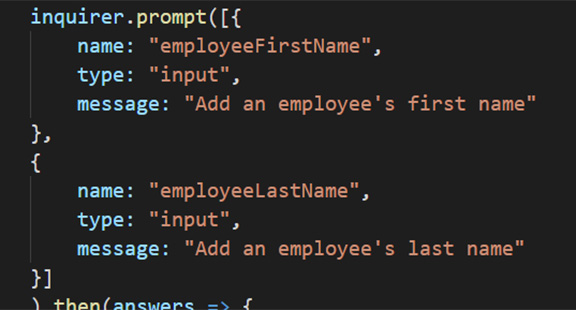 inquirer.prompt([{
    name: "employeeFirstName",
    type: "input",
    message: "Add an employee's first name"
},
{
    name: "employeeLastName",
    type: "input",
    message: "Add an employee's last name"
}]
).then(answers => {